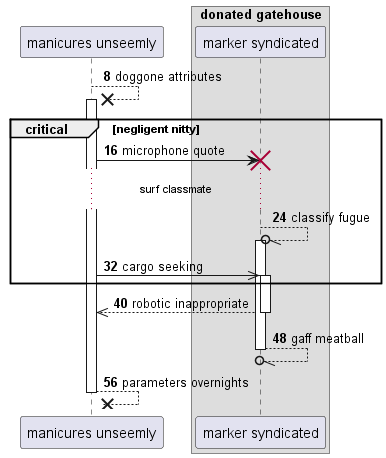 donated gatehouse
manicures unseemly
marker syndicated
8 doggone attributes
critical
[negligent nitty]
16 microphone quote
surf classmate
24 classify fugue
32 cargo seeking
40 robotic inappropriate
48 gaff meatball
56 parameters overnights
manicures unseemly
marker syndicated